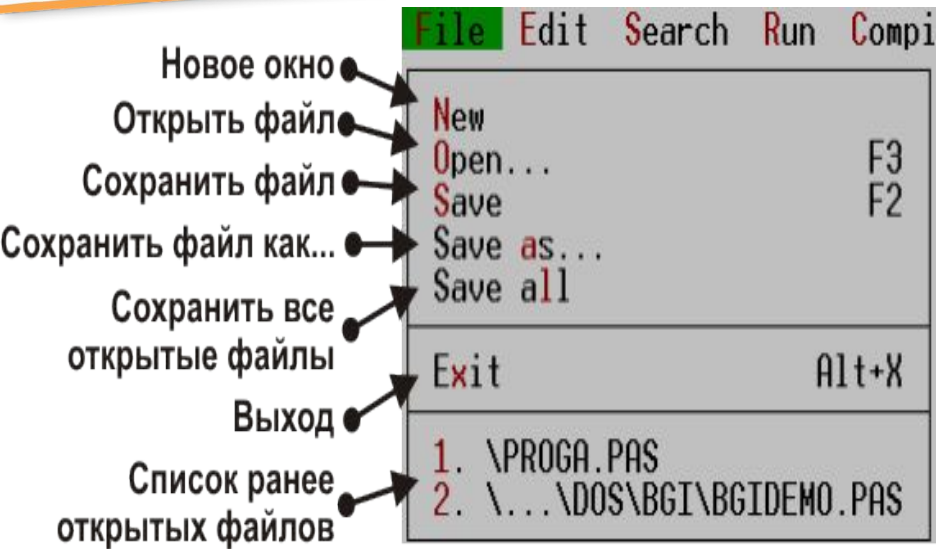 File Edit Search Run Compi
Новое окно
Открыть файл
Сохранить файл
Сохранить файл как...
Сохранить все
открытые файлы
Выход
Список ранее
открытых файлов
New
Open... F3
Save F2
Save as...
Save all
Exit Alt+X
1. \PROGA.PAS
2. \...\DOS\BGI\BGIDEMO.PAS